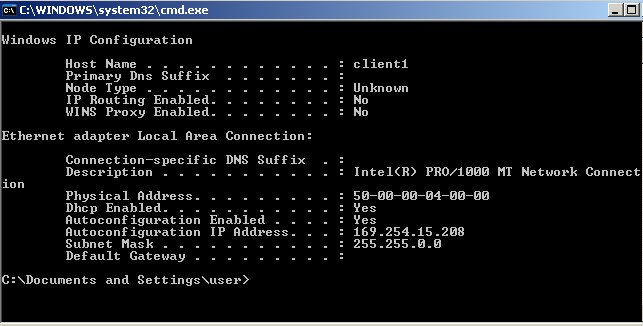 C:\WINDOWS\system32\cmd.exe
Windows IP Configuration
Host Name . . . . . . . . . . . . : client1
Primary Dns Suffix . . . . . . . :
Node Type . . . . . . . . . . . . : Unknown
IP Routing Enabled. . . . . . . . : No
WINS Proxy Enabled. . . . . . . . : No
Ethernet adapter Local Area Connection:
Connection-specific DNS Suffix . :
Description . . . . . . . . . . . : Intel(R) PRO/1000 MT Network Connect
ion
Physical Address. . . . . . . . . : 50-00-00-04-00-00
Dhcp Enabled. . . . . . . . . . . : Yes
Autoconfiguration Enabled . . . . : Yes
Autoconfiguration IP Address. . . : 169.254.15.208
Subnet Mask . . . . . . . . . . . : 255.255.0.0
Default Gateway . . . . . . . . . :
C:\Documents and Settings\user>